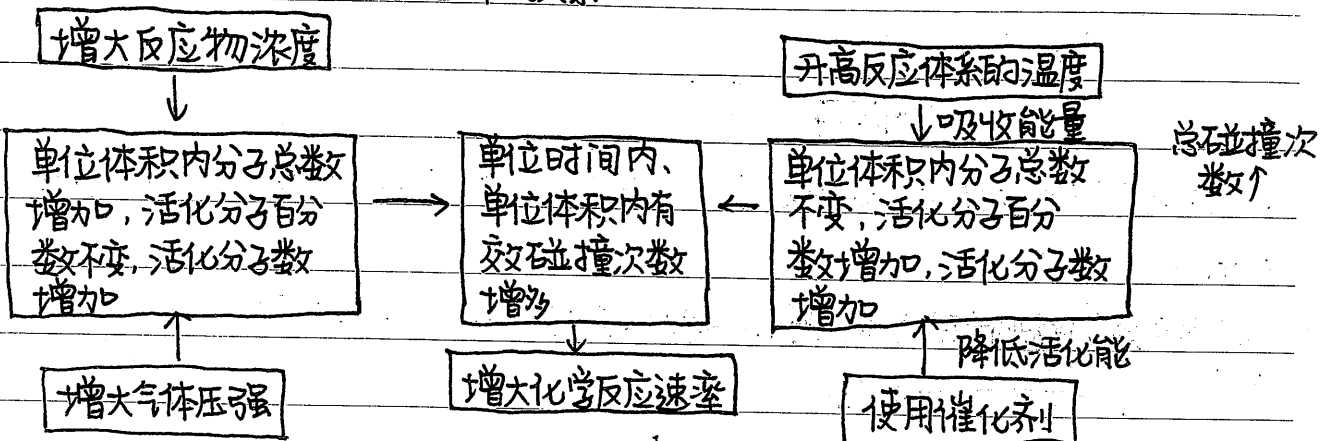 增大反应物浓度
升高反应体系的温度
吸收能量
单位体积内分子总数
增加,活化分子百分
数不变,活化分子数
增加
单位时间内、
单位体积内有
效碰撞次数
增多
单位体积内分子总数
不变,活化分子百分
数增加,活化分子数
增加
总碰撞次
数↑
降低活化能
增大气体压强
增大化学反应速率
使用催化剂